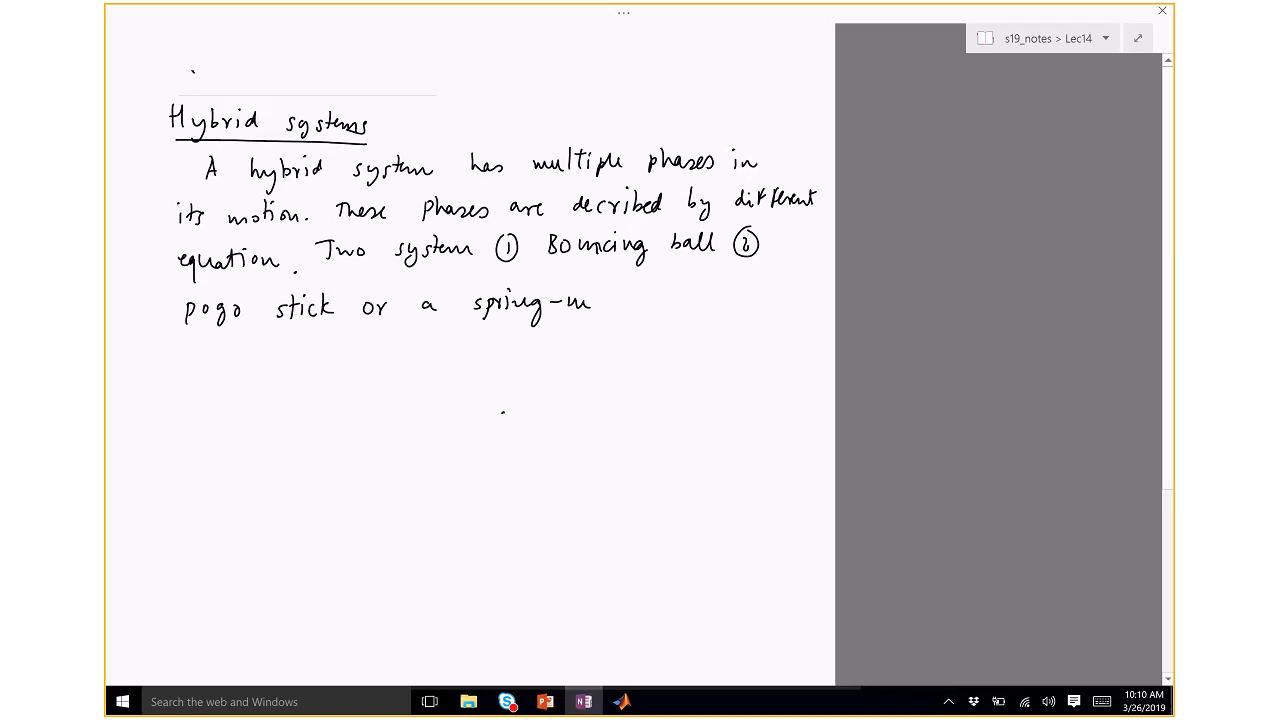 ...
s19_notes > Lec14
Hybrid systems
A hybrid system has multiple phases in
its motion. These phases are decribed by different
equation. Two system ① Bouncing ball ②
pogo stick or a spring-m
Search the web and Windows
10:10 AM
3/26/2019